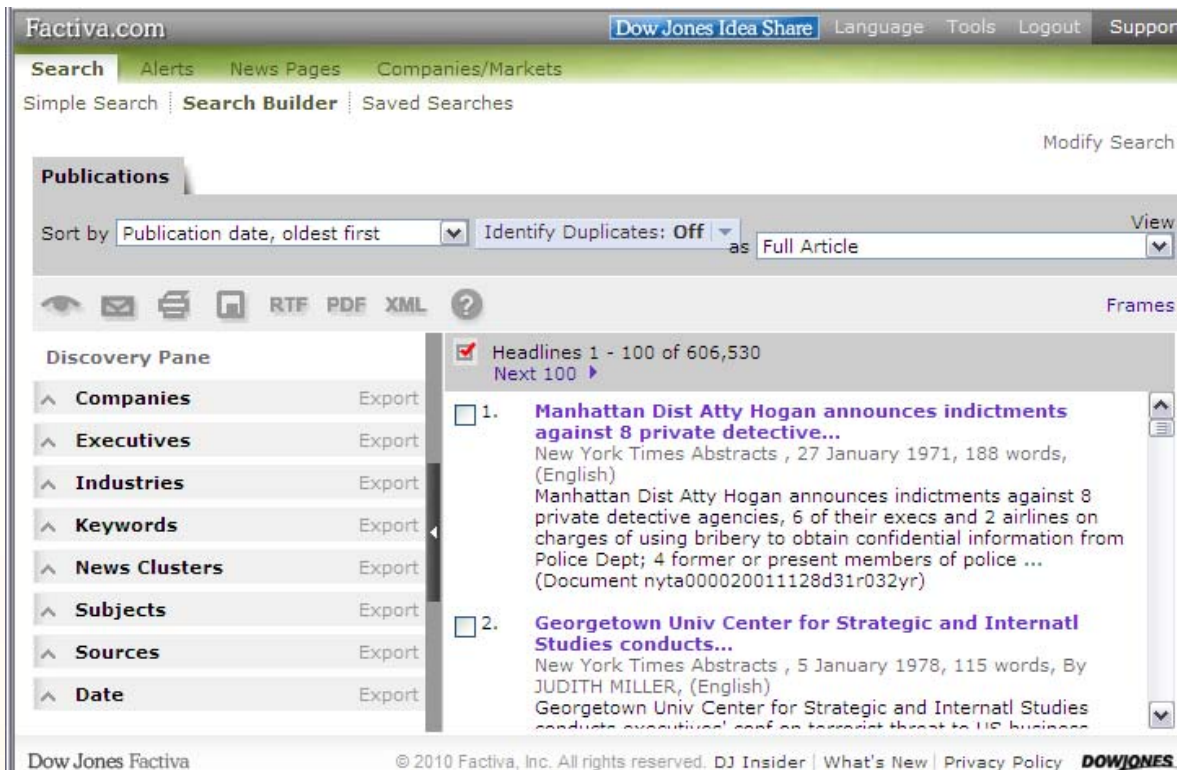 Factiva.com Dow Jones Idea Share Language Tools Logout Suppor
Search Alerts News Pages Companies/Markets
Simple Search Search Builder Saved Searches
Modify Search
Publications
Sort by Publication date, oldest first Identify Duplicates: Off View
as Full Article
RTF PDF XML ? Frames
Discovery Pane
Companies Export
Executives Export
Industries Export
Keywords Export
News Clusters Export
Subjects Export
Sources Export
Date Export
Headlines 1 - 100 of 606,530
Next 100
1. Manhattan Dist Atty Hogan announces indictments
against 8 private detective...
New York Times Abstracts , 27 January 1971, 188 words,
(English)
Manhattan Dist Atty Hogan announces indictments against 8
private detective agencies, 6 of their execs and 2 airlines on
charges of using bribery to obtain confidential information from
Police Dept; 4 former or present members of police ...
(Document nyta000020011128d31r032yr)
2. Georgetown Univ Center for Strategic and Internatl
Studies conducts...
New York Times Abstracts , 5 January 1978, 115 words, By
JUDITH MILLER, (English)
Georgetown Univ Center for Strategic and Internatl Studies
conducts executives' conf on terrorist threat to US business
Dow Jones Factiva © 2010 Factiva, Inc. All rights reserved. DJ Insider | What's New | Privacy Policy DOWJONES